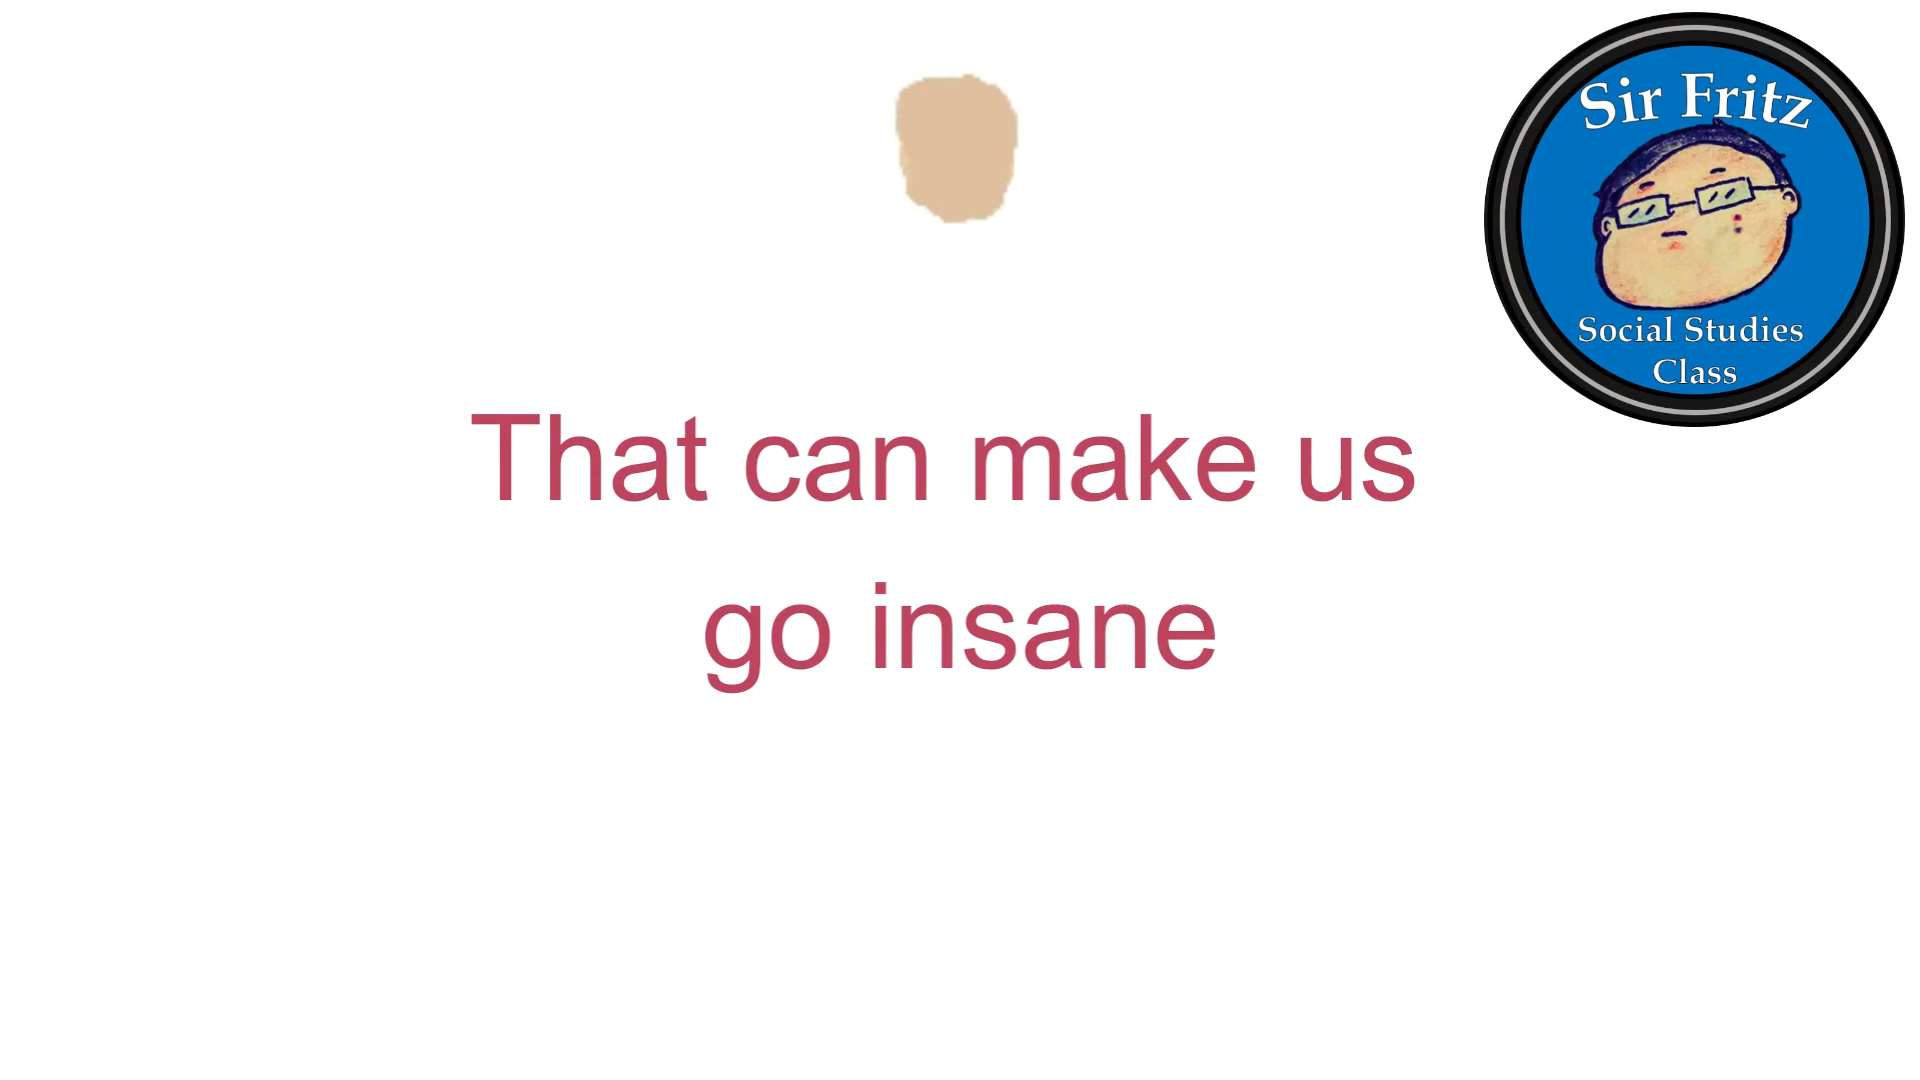 Sir Fritz
Social Studies
Class
That can make us
go insane